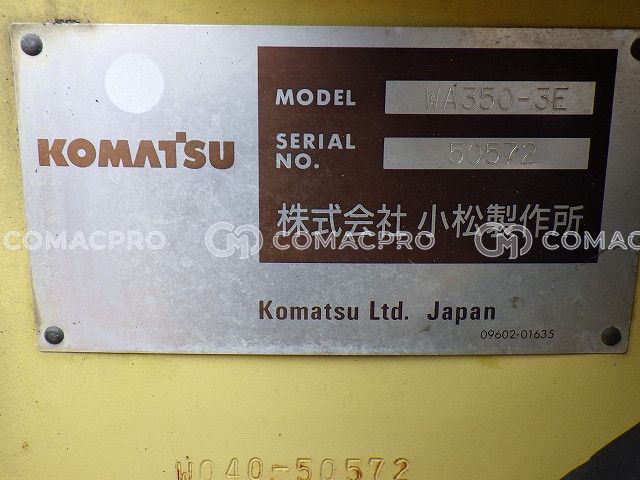 KOMATSU
MODEL WA350-3E
SERIAL NO. 50572
株式会社 小松製作所
COMACPRO COMACPRO COMACPRO
Komatsu Ltd. Japan
09602-01635
W040-50572